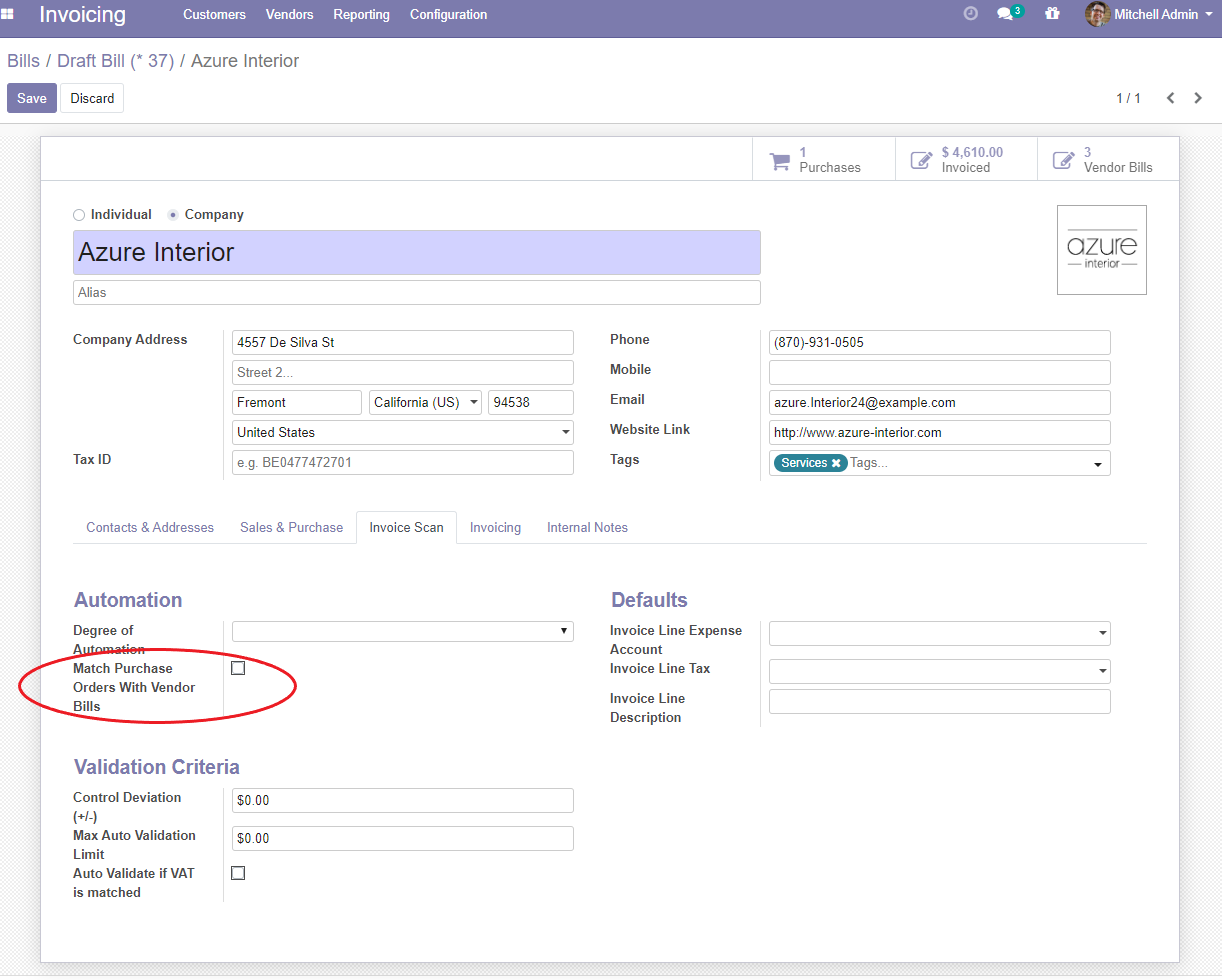 Invoicing Customers Vendors Reporting Configuration 3 Mitchell Admin
Bills / Draft Bill (* 37) / Azure Interior
Save Discard 1 / 1
1
Purchases
$ 4,610.00
Invoiced
3
Vendor Bills
Individual Company
Azure Interior
azure
interior
Alias
Company Address
4557 De Silva St
Street 2...
Fremont California (US) 94538
United States
Tax ID e.g. BE0477472701
Phone (870)-931-0505
Mobile
Email azure.Interior24@example.com
Website Link http://www.azure-interior.com
Tags Services Tags...
Contacts & Addresses Sales & Purchase Invoice Scan Invoicing Internal Notes
Automation
Degree of
Automation
Match Purchase
Orders With Vendor
Bills
Defaults
Invoice Line Expense
Account
Invoice Line Tax
Invoice Line
Description
Validation Criteria
Control Deviation
(+/-)
$0.00
Max Auto Validation
Limit
$0.00
Auto Validate if VAT
is matched